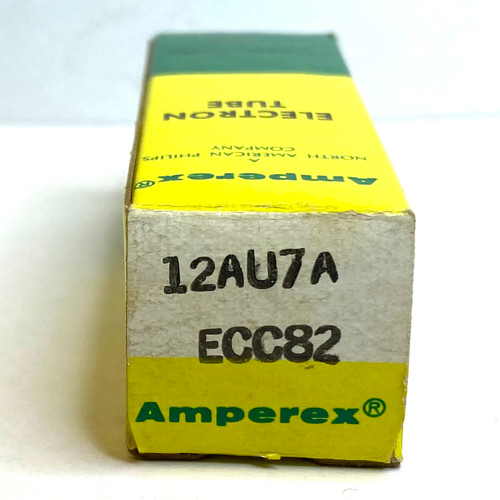 ELECTRON
TUBE
A
NORTH AMERICAN PHILIPS
COMPANY
Amperex®
12AU7A
ECC82
Amperex®